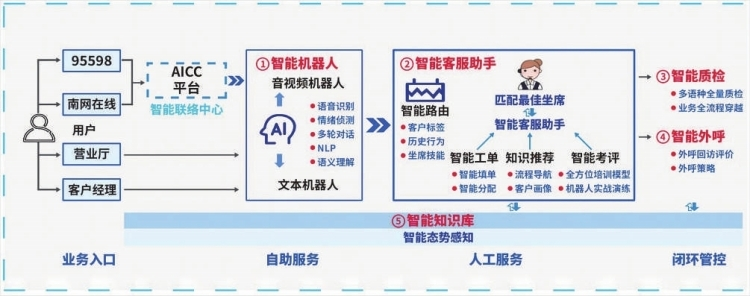 95598
南网在线
用户
营业厅
客户经理
AICC
平台
智能联络中心
①智能机器人
音视频机器人
AI
• 语音识别
• 情绪侦测
• 多轮对话
• NLP
• 语义理解
文本机器人
②智能客服助手
智能路由
• 客户标签
• 历史行为
• 坐席技能
匹配最佳坐席
智能客服助手
智能工单
• 智能填单
• 智能分配
知识推荐
• 流程导航
• 客户画像
智能考评
• 全方位培训模型
• 机器人实战演练
③智能质检
• 多语种全量质检
• 业务全流程穿越
④智能外呼
• 外呼回访评价
• 外呼策略
⑤智能知识库
智能态势感知
业务入口
自助服务
人工服务
闭环管控